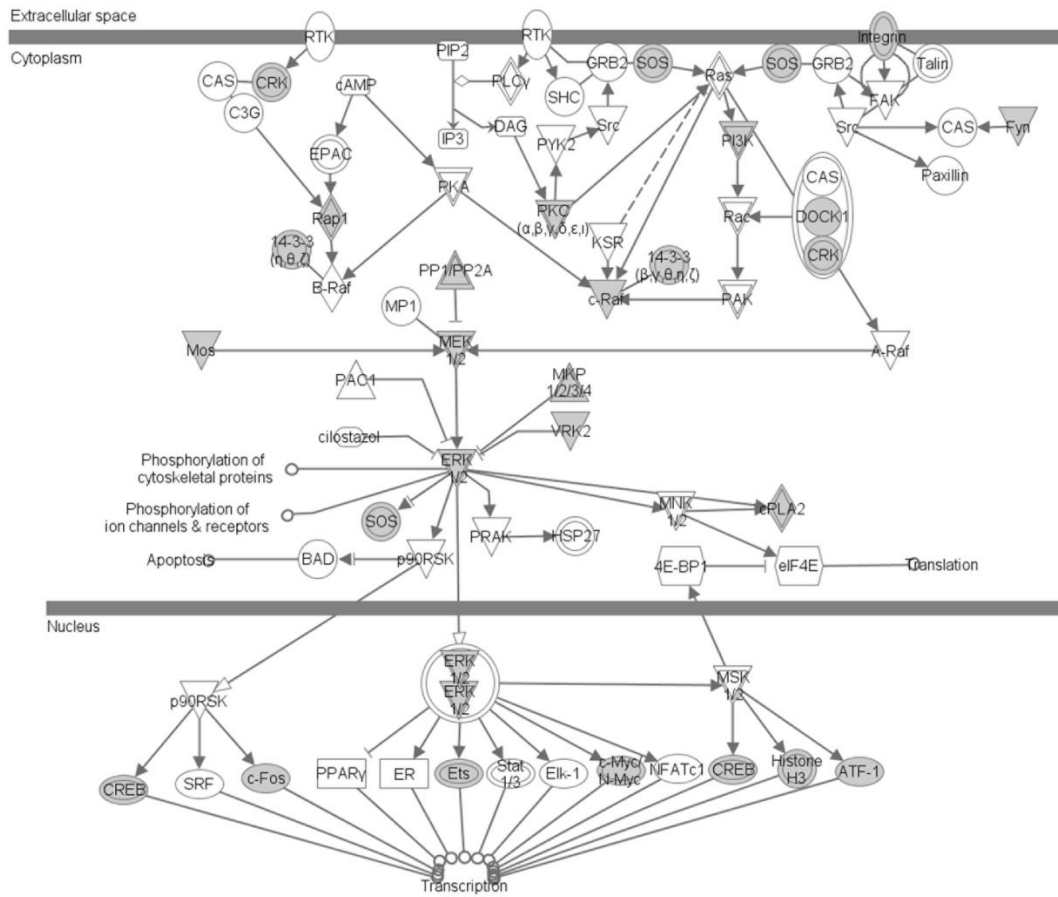 Extracellular space
Cytoplasm
RTK
PIP2
RTK
GRB2
SOS
SOS
GRB2
Integrin
Talin
CAS
CRK
cAMP
PLCγ
SHC
Ras
FAK
C3G
IP3
DAG
PYK2
Src
Src
CAS
Fyn
EPAC
PI3K
Paxillin
PKA
CAS
Rap1
PKC
(α,β,γ,δ,ε,ι)
Rac
DOCK1
14-3-3
(η,θ,ζ)
KSR
14-3-3
(β,γ,θ,η,ζ)
CRK
B-Raf
PP1/PP2A
c-Raf
PAK
MP1
Mos
MEK
1/2
A-Raf
PAC1
MKP
1/2/3/4
cilostazol
VRK2
ERK
1/2
Phosphorylation of
cytoskeletal proteins
Phosphorylation of
ion channels & receptors
SOS
PRAK
HSP27
MNK
1/2
cPLA2
Apoptosis
BAD
p90RSK
4E-BP1
eIF4E
Translation
Nucleus
ERK
1/2
ERK
1/2
p90RSK
MSK
1/2
CREB
SRF
c-Fos
PPARγ
ER
Ets
Stat
1/3
Elk-1
c-Myc/
N-Myc
NFATc1
CREB
Histone
H3
ATF-1
Transcription